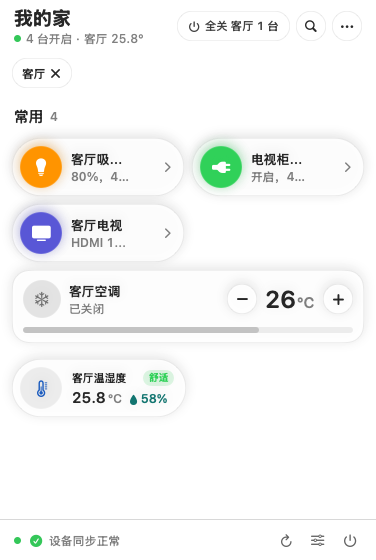 我的家
4 台开启 · 客厅 25.8°
全关 客厅 1 台
客厅 ✕
常用 4
客厅吸...
80%，4...
电视柜...
开启，4...
客厅电视
HDMI 1...
客厅空调
已关闭
26°C
客厅温湿度 舒适
25.8°C 58%
设备同步正常